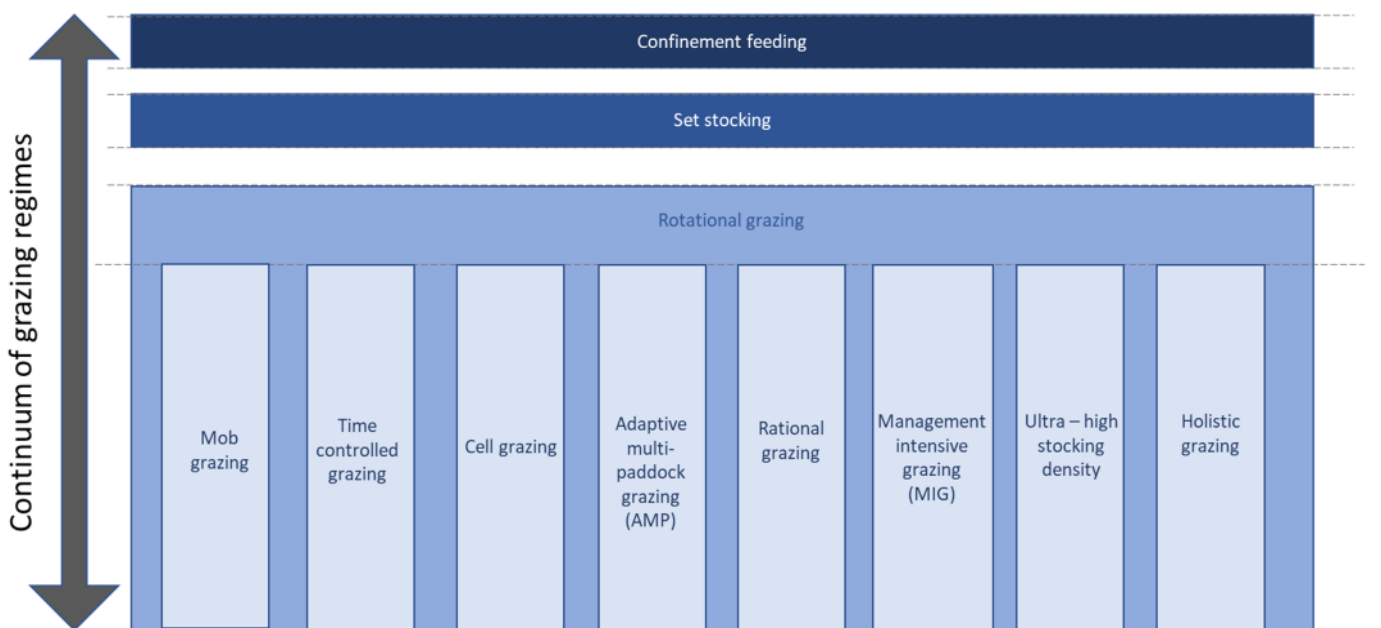 Continuum of grazing regimes
Confinement feeding
Set stocking
Rotational grazing
Mob
grazing
Time
controlled
grazing
Cell grazing
Adaptive
multi-
paddock
grazing
(AMP)
Rational
grazing
Management
intensive
grazing
(MIG)
Ultra – high
stocking
density
Holistic
grazing